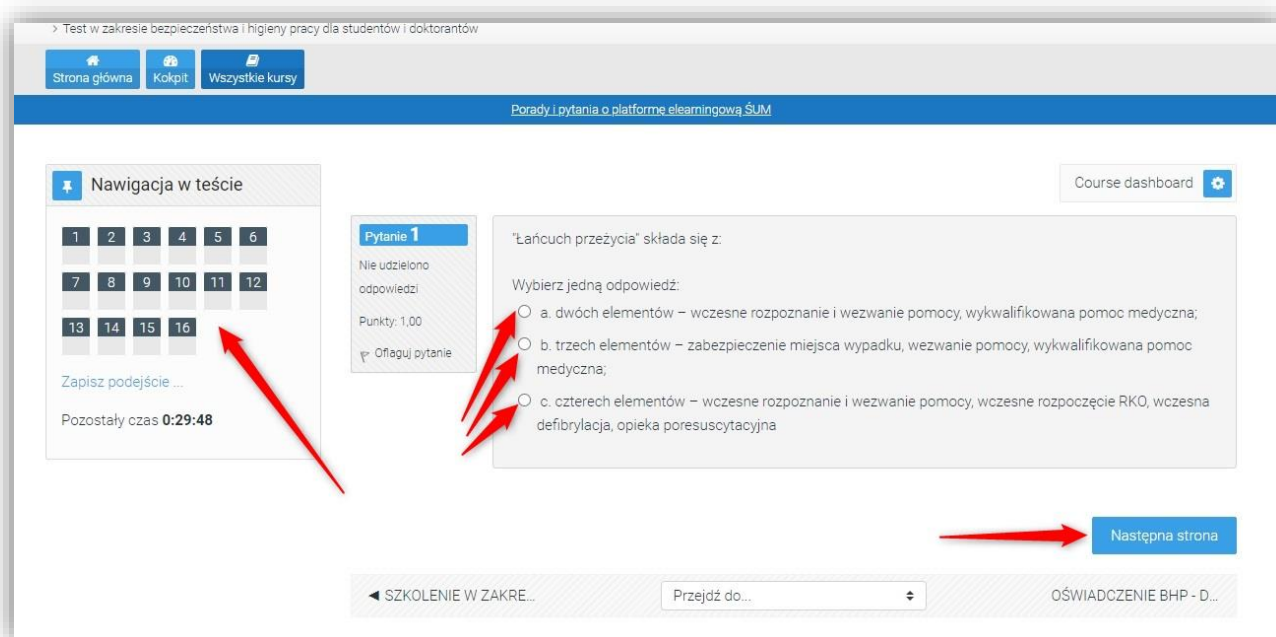 > Test w zakresie bezpieczeństwa i higieny pracy dla studentów i doktorantów
Strona główna
Kokpit
Wszystkie kursy
Porady i pytania o platformę elearningową ŚUM
Nawigacja w teście
1 2 3 4 5 6
7 8 9 10 11 12
13 14 15 16
Zapisz podejście ...
Pozostały czas 0:29:48
Course dashboard
Pytanie 1
Nie udzielono
odpowiedzi
Punkty: 1,00
Oflaguj pytanie
"Łańcuch przeżycia" składa się z:
Wybierz jedną odpowiedź:
a. dwóch elementów – wczesne rozpoznanie i wezwanie pomocy, wykwalifikowana pomoc medyczna;
b. trzech elementów – zabezpieczenie miejsca wypadku, wezwanie pomocy, wykwalifikowana pomoc
medyczna;
c. czterech elementów – wczesne rozpoznanie i wezwanie pomocy, wczesne rozpoczęcie RKO, wczesna
defibrylacja, opieka poresuscytacyjna
Następna strona
◄ SZKOLENIE W ZAKRE...
Przejdź do...
OŚWIADCZENIE BHP - D...